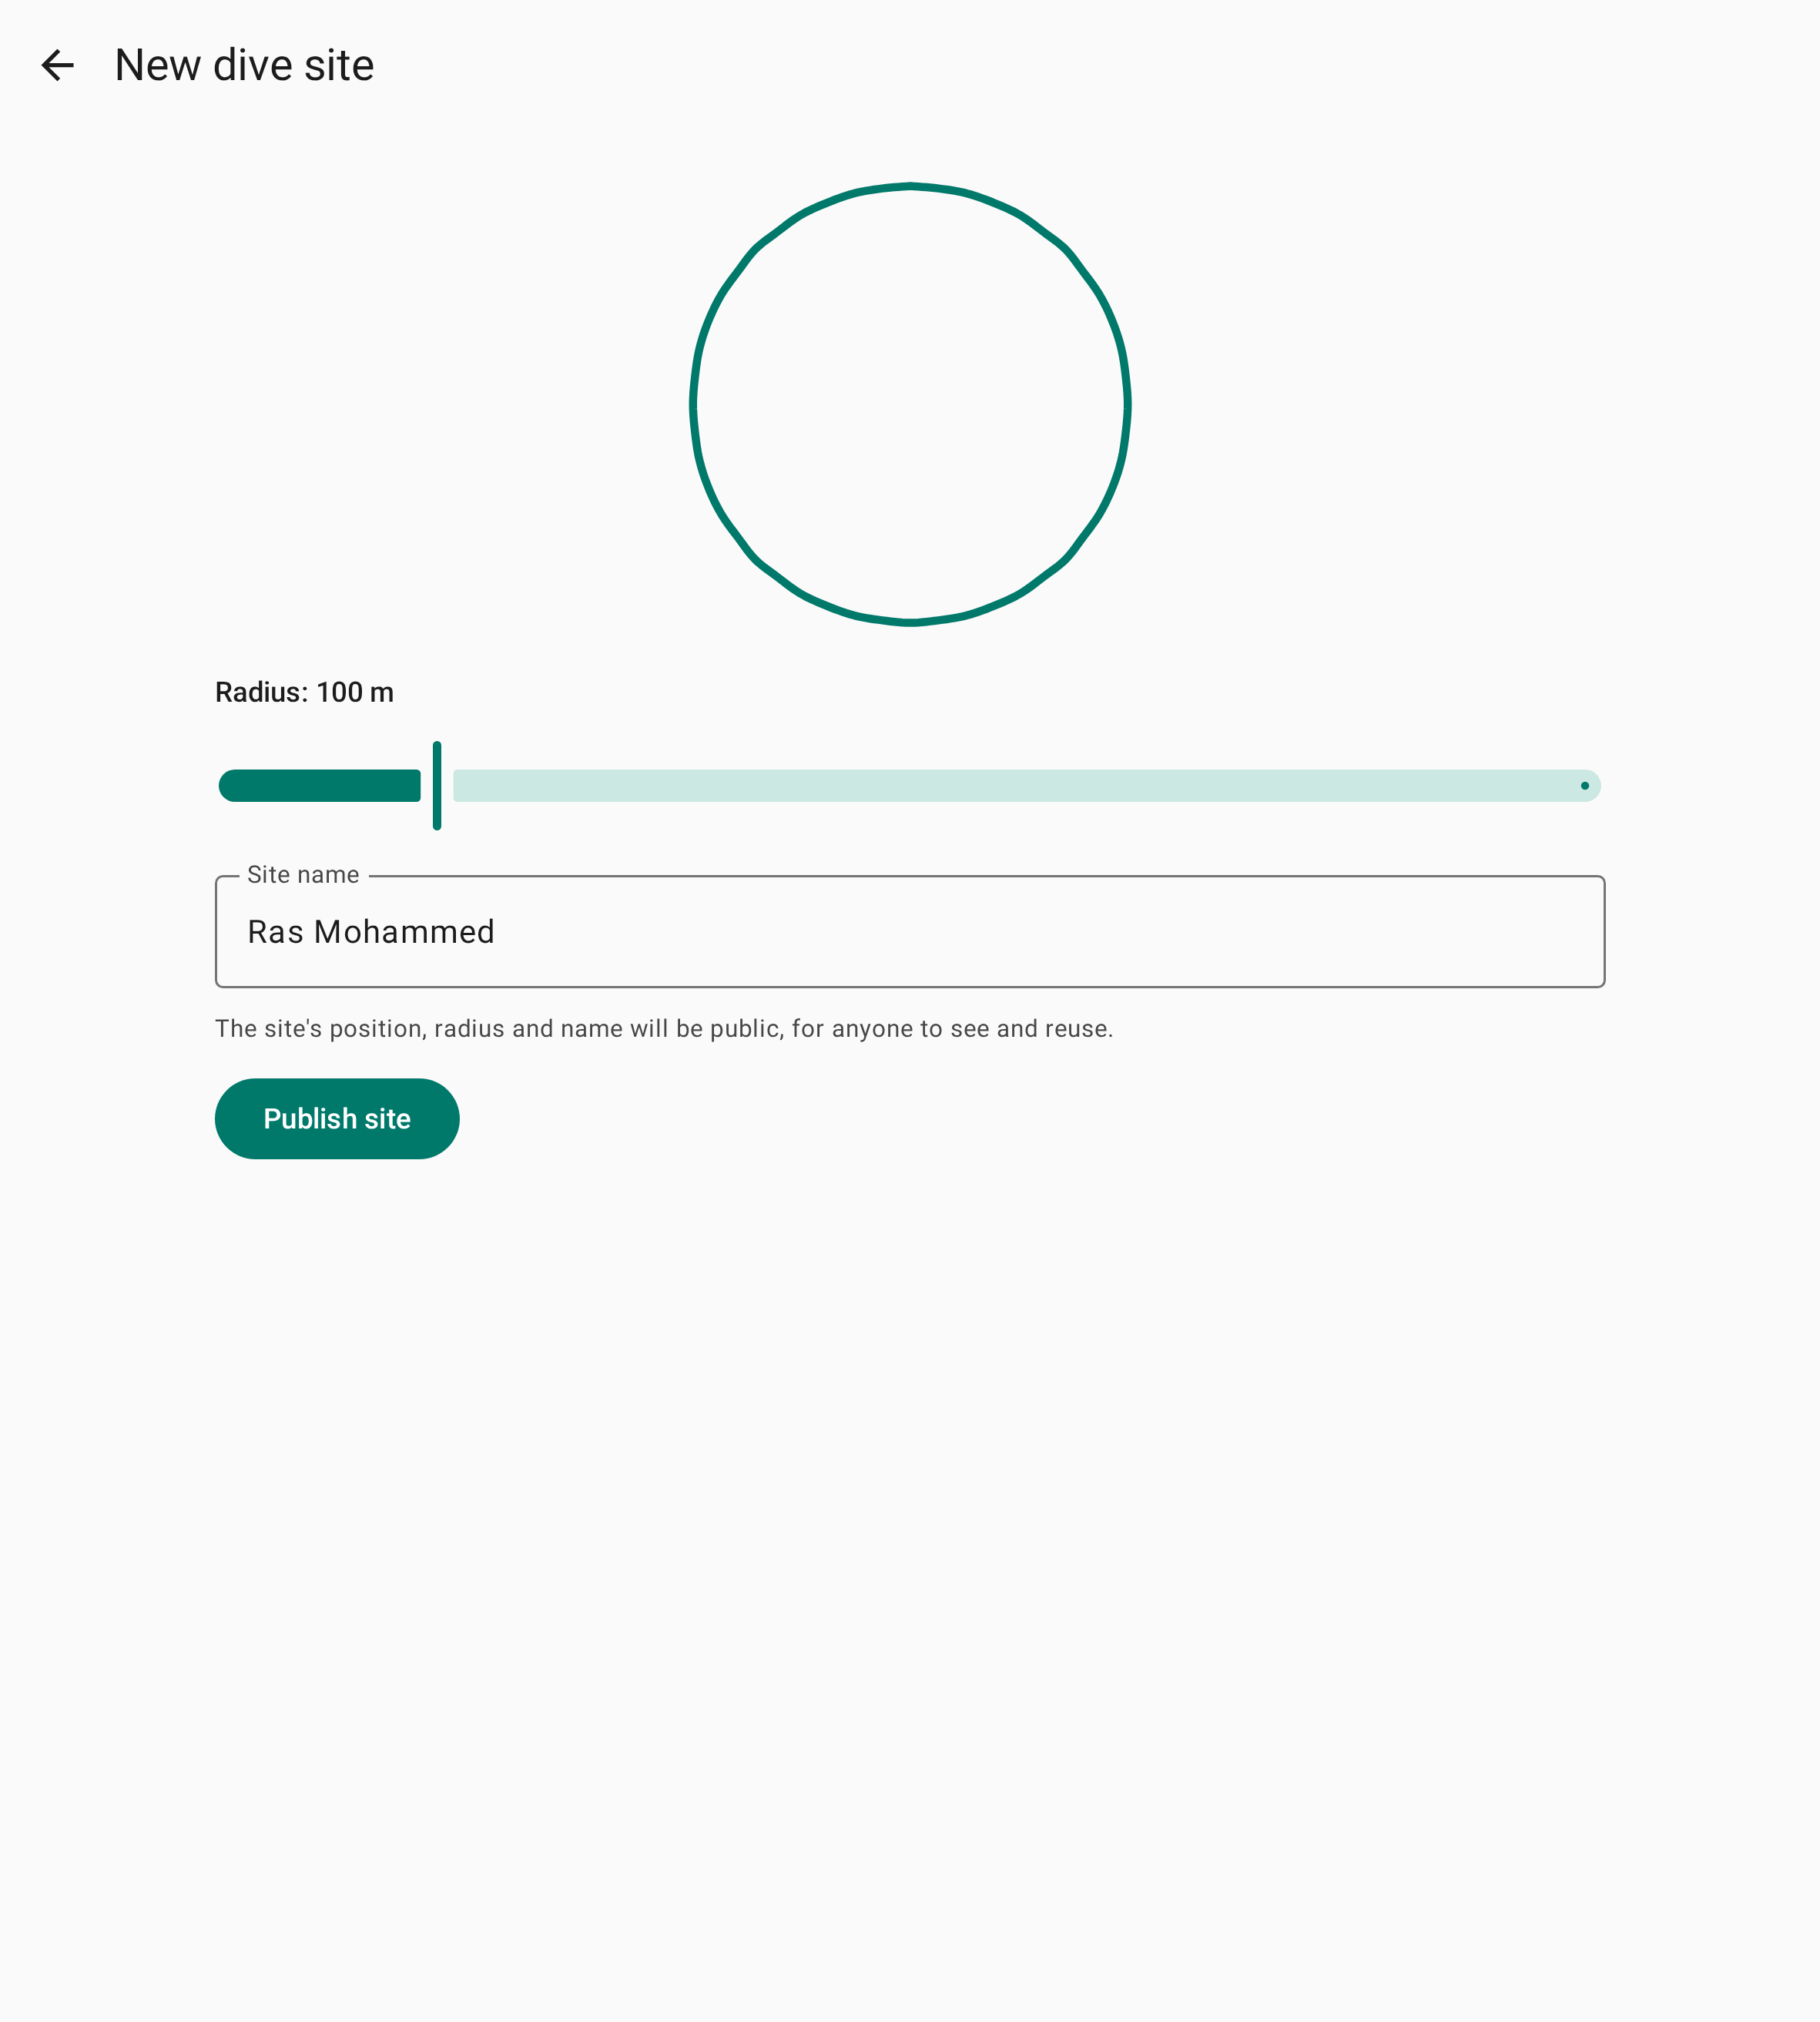 New dive site
Radius: 100 m
Site name
Ras Mohammed
The site's position, radius and name will be public, for anyone to see and reuse.
Publish site